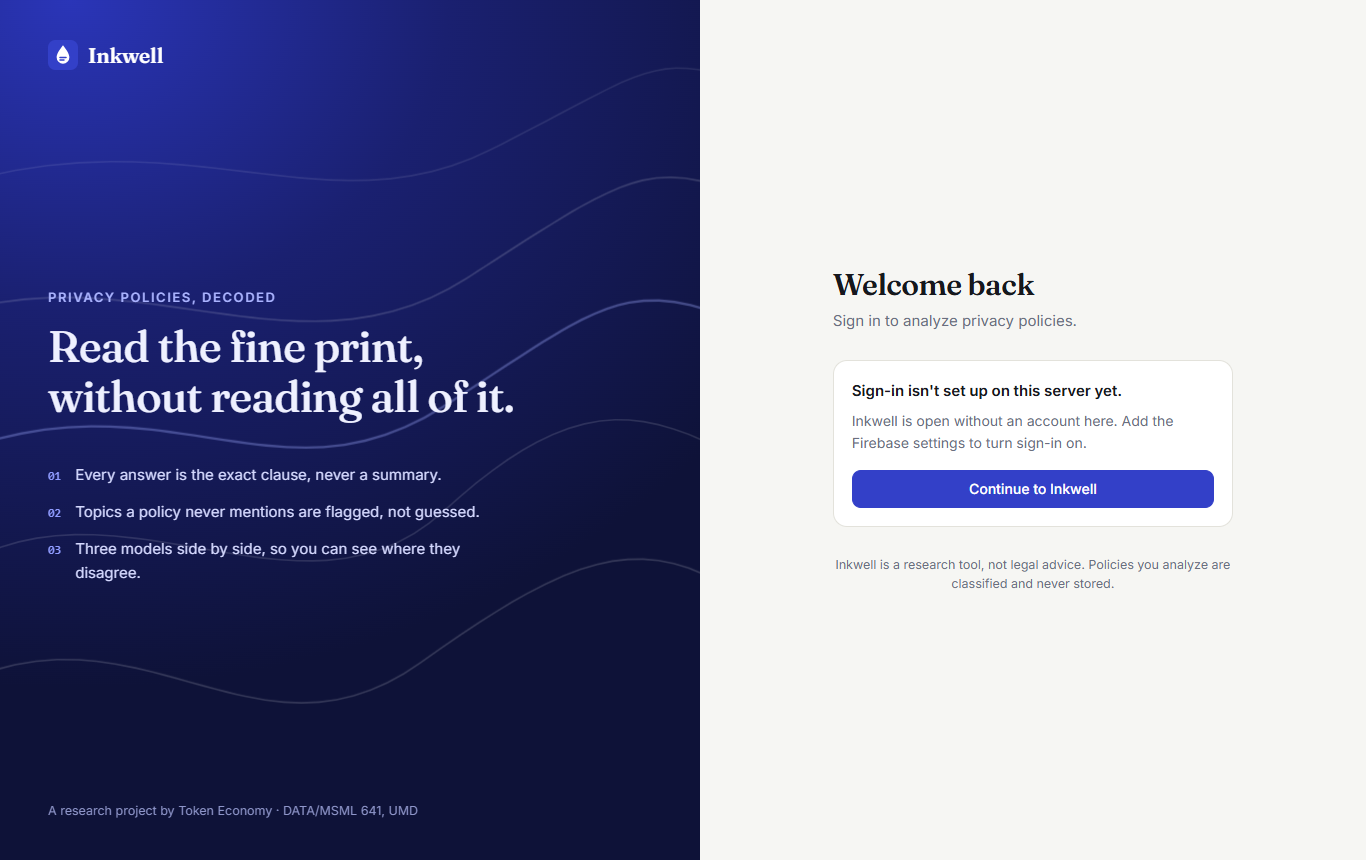 Inkwell
PRIVACY POLICIES, DECODED
Read the fine print,
without reading all of it.
01 Every answer is the exact clause, never a summary.
02 Topics a policy never mentions are flagged, not guessed.
03 Three models side by side, so you can see where they
disagree.
A research project by Token Economy · DATA/MSML 641, UMD
Welcome back
Sign in to analyze privacy policies.
Sign-in isn't set up on this server yet.
Inkwell is open without an account here. Add the
Firebase settings to turn sign-in on.
Continue to Inkwell
Inkwell is a research tool, not legal advice. Policies you analyze are
classified and never stored.